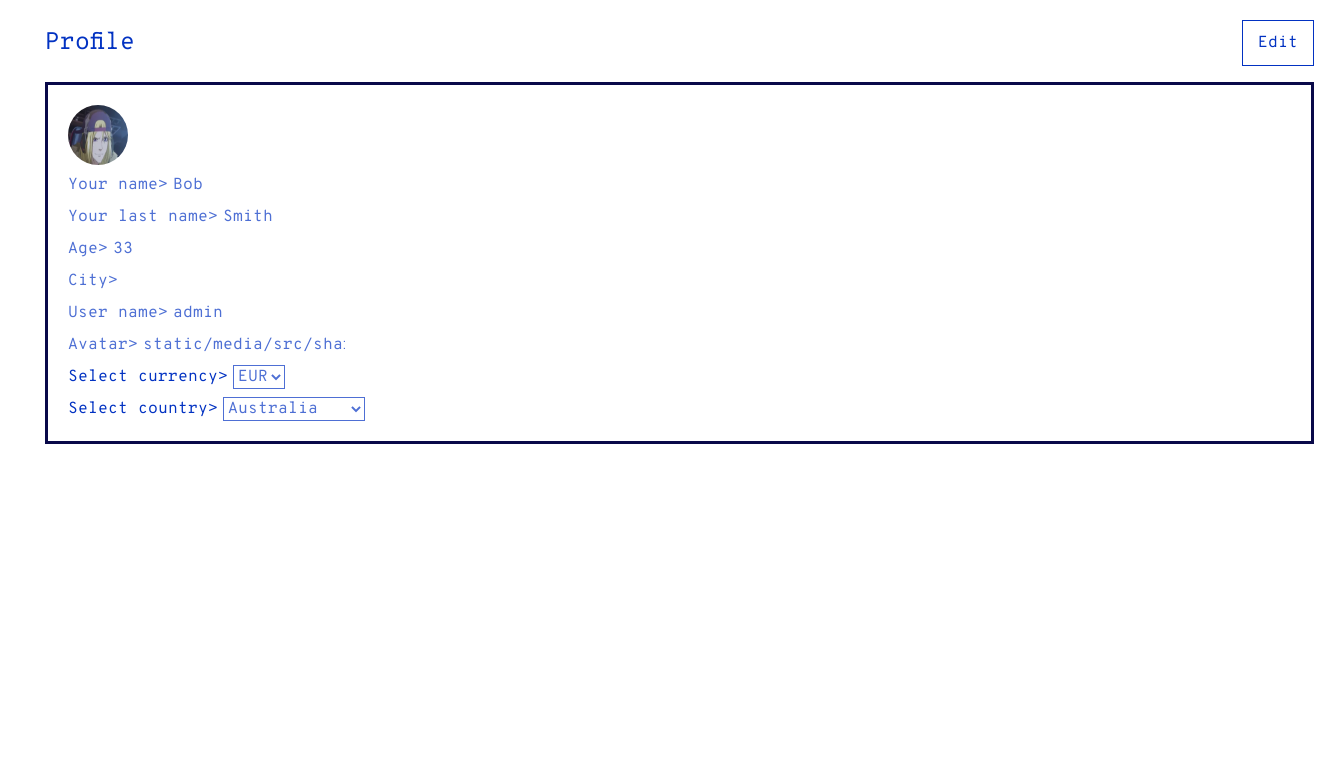 Profile
Edit
Your name> Bob
Your last name> Smith
Age> 33
City>
User name> admin
Avatar> static/media/src/sha
Select currency> EUR
Select country> Australia